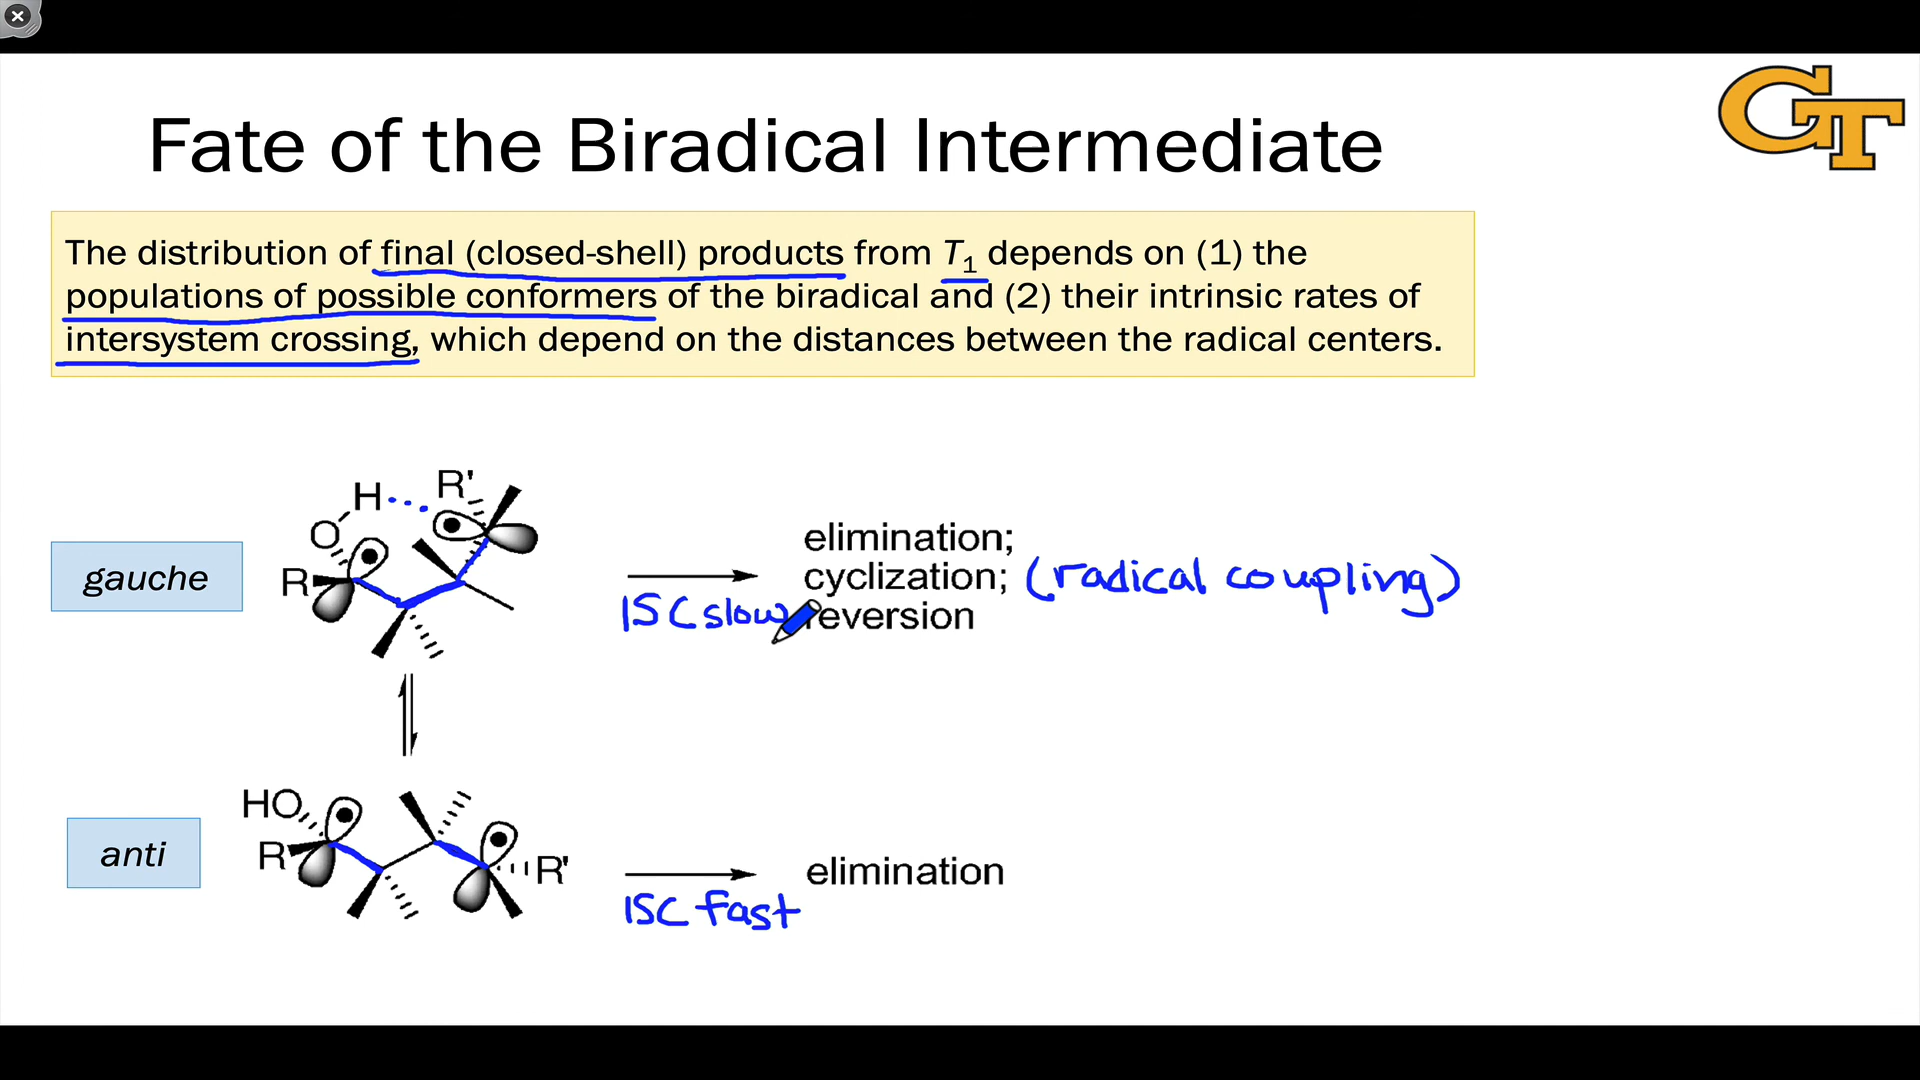 GT
Fate of the Biradical Intermediate
The distribution of final (closed-shell) products from T1 depends on (1) the
populations of possible conformers of the biradical and (2) their intrinsic rates of
intersystem crossing, which depend on the distances between the radical centers.
gauche
H
R'
O
R
elimination;
cyclization; (radical coupling)
reversion
ISC slow
anti
HO
R
R'
elimination
ISC fast